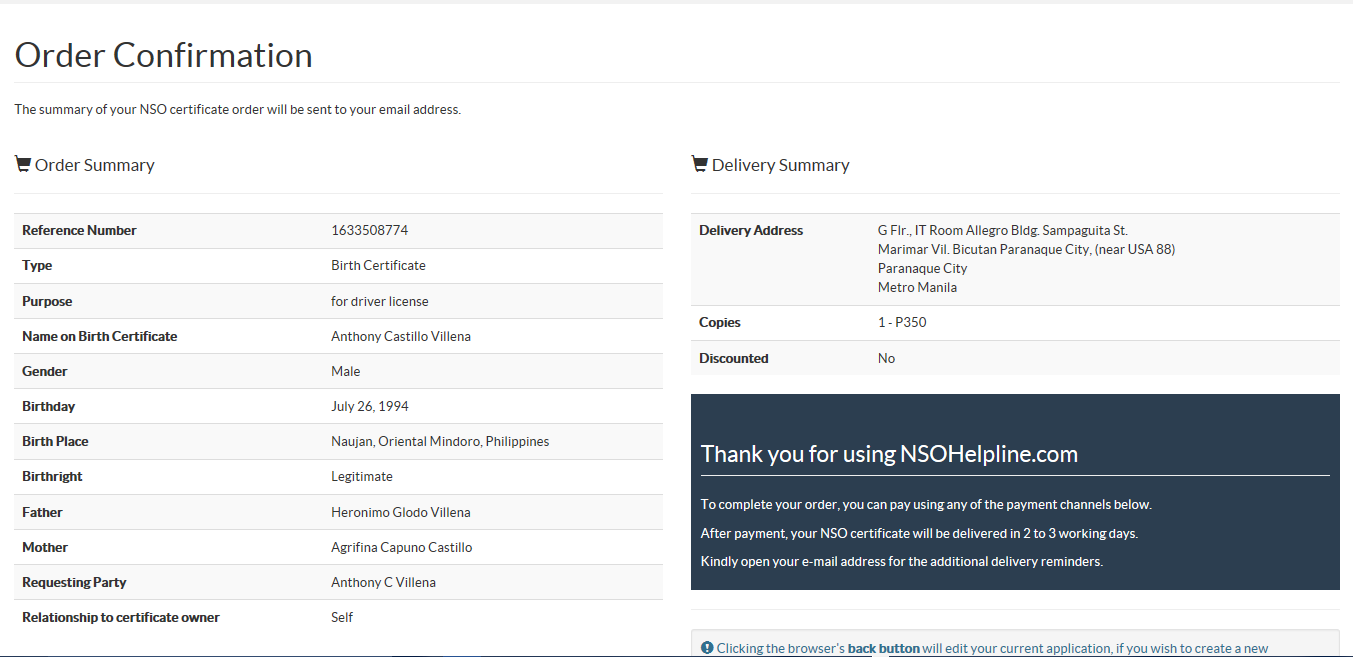 Order Confirmation
The summary of your NSO certificate order will be sent to your email address.
Order Summary
Reference Number 1633508774
Type Birth Certificate
Purpose for driver license
Name on Birth Certificate Anthony Castillo Villena
Gender Male
Birthday July 26, 1994
Birth Place Naujan, Oriental Mindoro, Philippines
Birthright Legitimate
Father Heronimo Glodo Villena
Mother Agrifina Capuno Castillo
Requesting Party Anthony C Villena
Relationship to certificate owner Self
Delivery Summary
Delivery Address G Flr., IT Room Allegro Bldg. Sampaguita St.
Marimar Vil. Bicutan Paranaque City, (near USA 88)
Paranaque City
Metro Manila
Copies 1 - P350
Discounted No
Thank you for using NSOHelpline.com
To complete your order, you can pay using any of the payment channels below.
After payment, your NSO certificate will be delivered in 2 to 3 working days.
Kindly open your e-mail address for the additional delivery reminders.
Clicking the browser's back button will edit your current application, if you wish to create a new